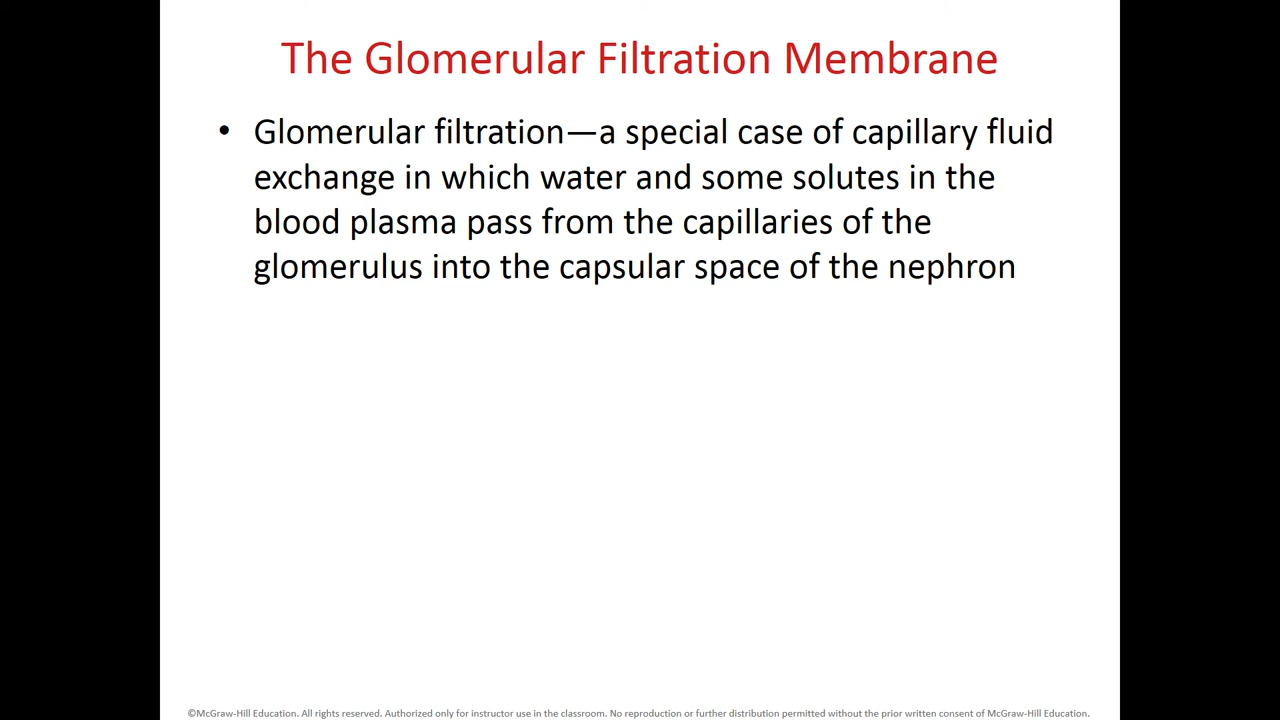 The Glomerular Filtration Membrane
• Glomerular filtration—a special case of capillary fluid
exchange in which water and some solutes in the
blood plasma pass from the capillaries of the
glomerulus into the capsular space of the nephron
©McGraw-Hill Education. All rights reserved. Authorized only for instructor use in the classroom. No reproduction or further distribution permitted without the prior written consent of McGraw-Hill Education.